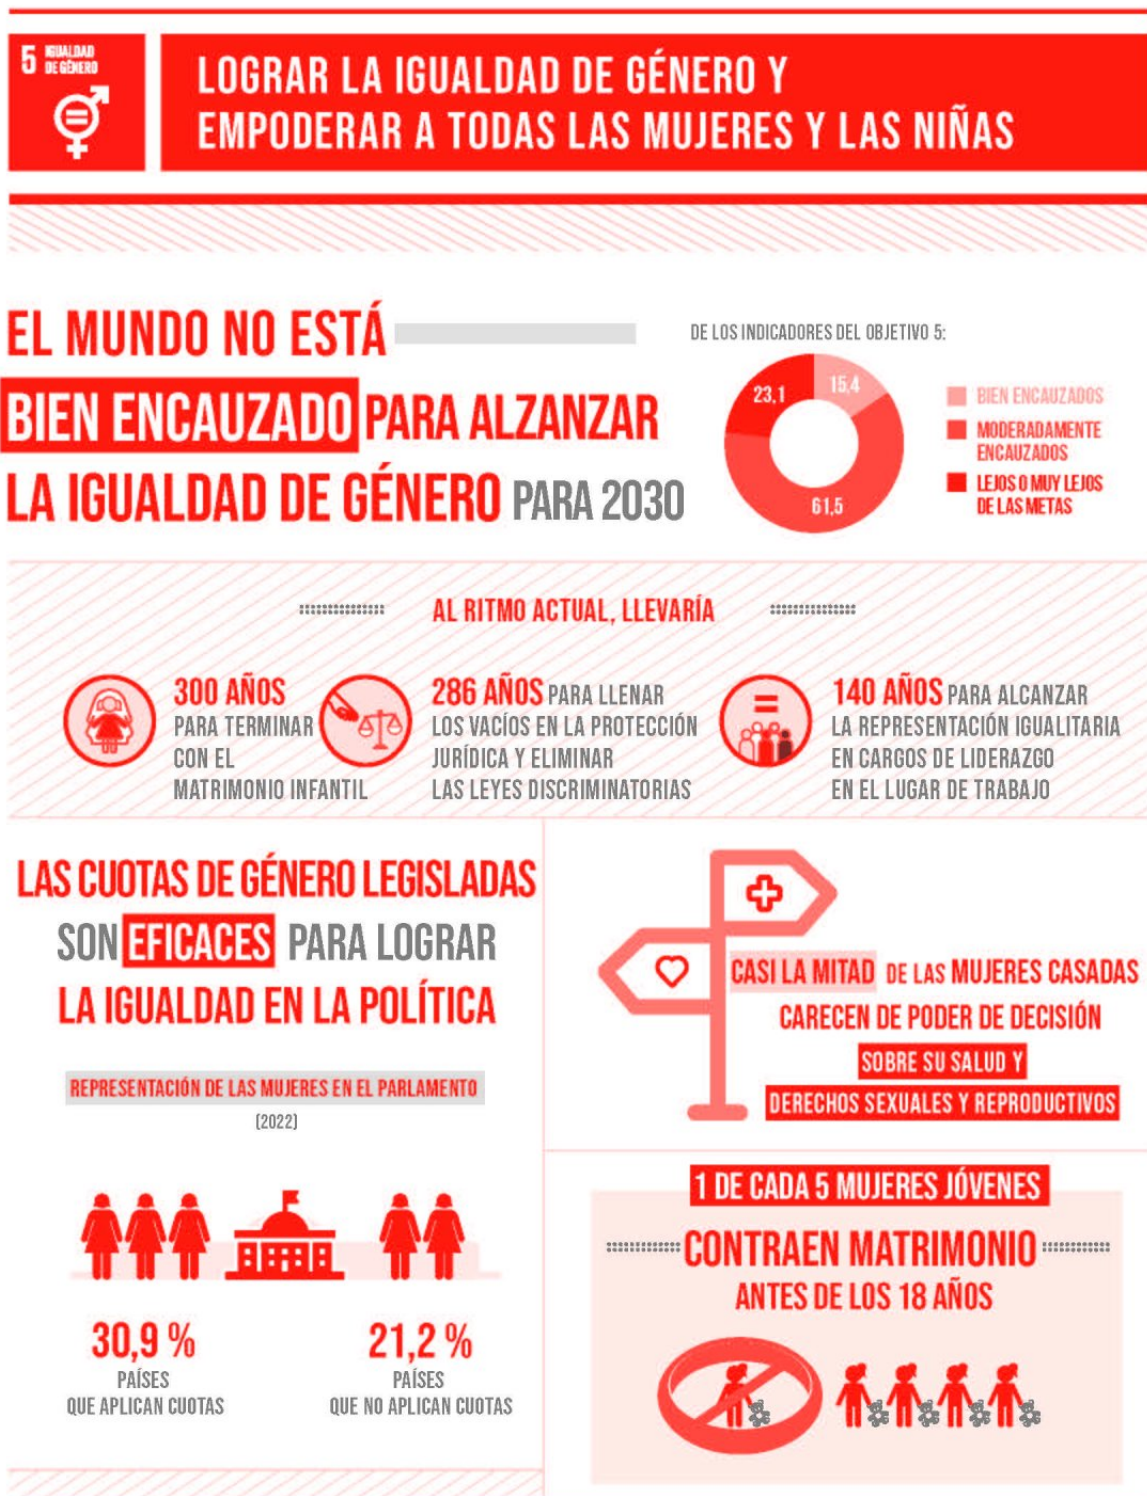 5 IGUALDAD
DE GÉNERO
LOGRAR LA IGUALDAD DE GÉNERO Y
EMPODERAR A TODAS LAS MUJERES Y LAS NIÑAS
EL MUNDO NO ESTÁ
BIEN ENCAUZADO PARA ALZANZAR
LA IGUALDAD DE GÉNERO PARA 2030
DE LOS INDICADORES DEL OBJETIVO 5:
23,1
15,4
61,5
BIEN ENCAUZADOS
MODERADAMENTE
ENCAUZADOS
LEJOS O MUY LEJOS
DE LAS METAS
AL RITMO ACTUAL, LLEVARÍA
300 AÑOS
PARA TERMINAR
CON EL
MATRIMONIO INFANTIL
286 AÑOS PARA LLENAR
LOS VACÍOS EN LA PROTECCIÓN
JURÍDICA Y ELIMINAR
LAS LEYES DISCRIMINATORIAS
140 AÑOS PARA ALCANZAR
LA REPRESENTACIÓN IGUALITARIA
EN CARGOS DE LIDERAZGO
EN EL LUGAR DE TRABAJO
LAS CUOTAS DE GÉNERO LEGISLADAS
SON EFICACES PARA LOGRAR
LA IGUALDAD EN LA POLÍTICA
REPRESENTACIÓN DE LAS MUJERES EN EL PARLAMENTO
(2022)
30,9 %
PAÍSES
QUE APLICAN CUOTAS
21,2 %
PAÍSES
QUE NO APLICAN CUOTAS
CASI LA MITAD DE LAS MUJERES CASADAS
CARECEN DE PODER DE DECISIÓN
SOBRE SU SALUD Y
DERECHOS SEXUALES Y REPRODUCTIVOS
1 DE CADA 5 MUJERES JÓVENES
CONTRAEN MATRIMONIO
ANTES DE LOS 18 AÑOS